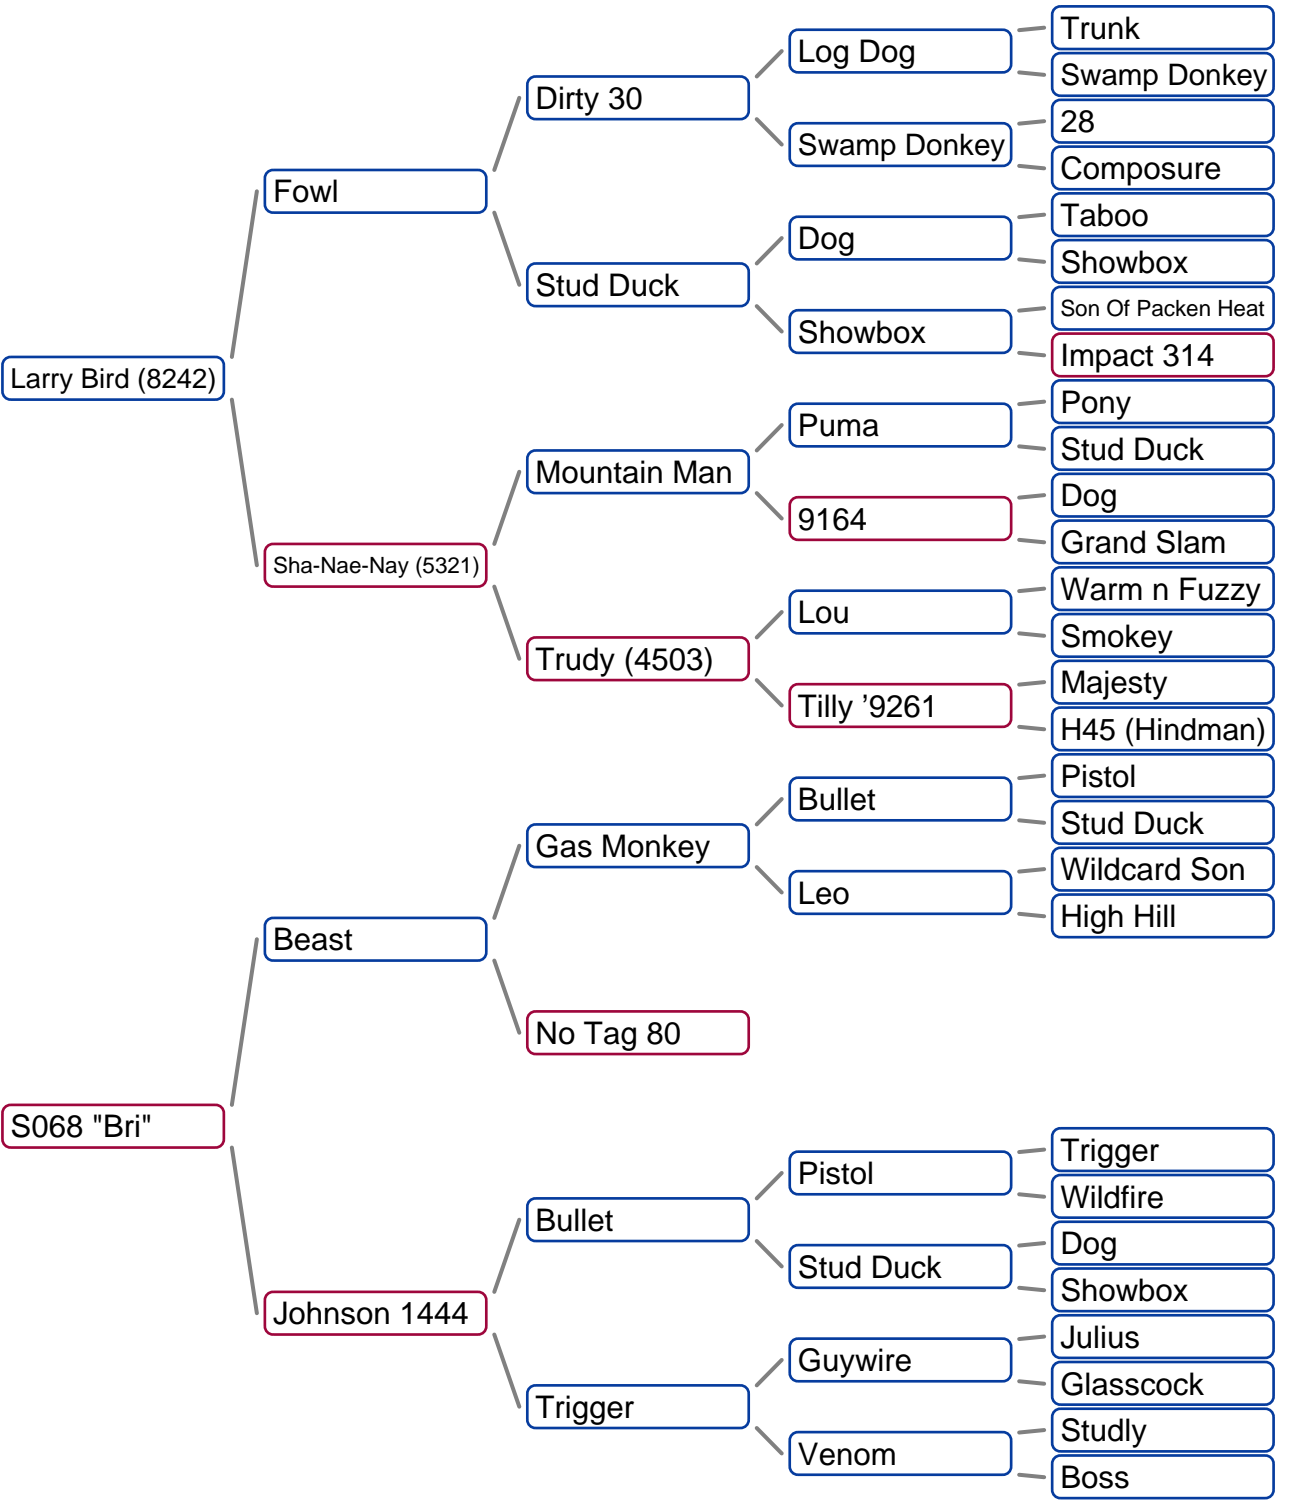 Larry Bird (8242)
S068 "Bri"
Fowl
Sha-Nae-Nay (5321)
Beast
Johnson 1444
Dirty 30
Stud Duck
Mountain Man
Trudy (4503)
Gas Monkey
No Tag 80
Bullet
Trigger
Log Dog
Swamp Donkey
Dog
Showbox
Puma
9164
Lou
Tilly ’9261
Bullet
Leo
Pistol
Stud Duck
Guywire
Venom
Trunk
Swamp Donkey
28
Composure
Taboo
Showbox
Son Of Packen Heat
Impact 314
Pony
Stud Duck
Dog
Grand Slam
Warm n Fuzzy
Smokey
Majesty
H45 (Hindman)
Pistol
Stud Duck
Wildcard Son
High Hill
Trigger
Wildfire
Dog
Showbox
Julius
Glasscock
Studly
Boss